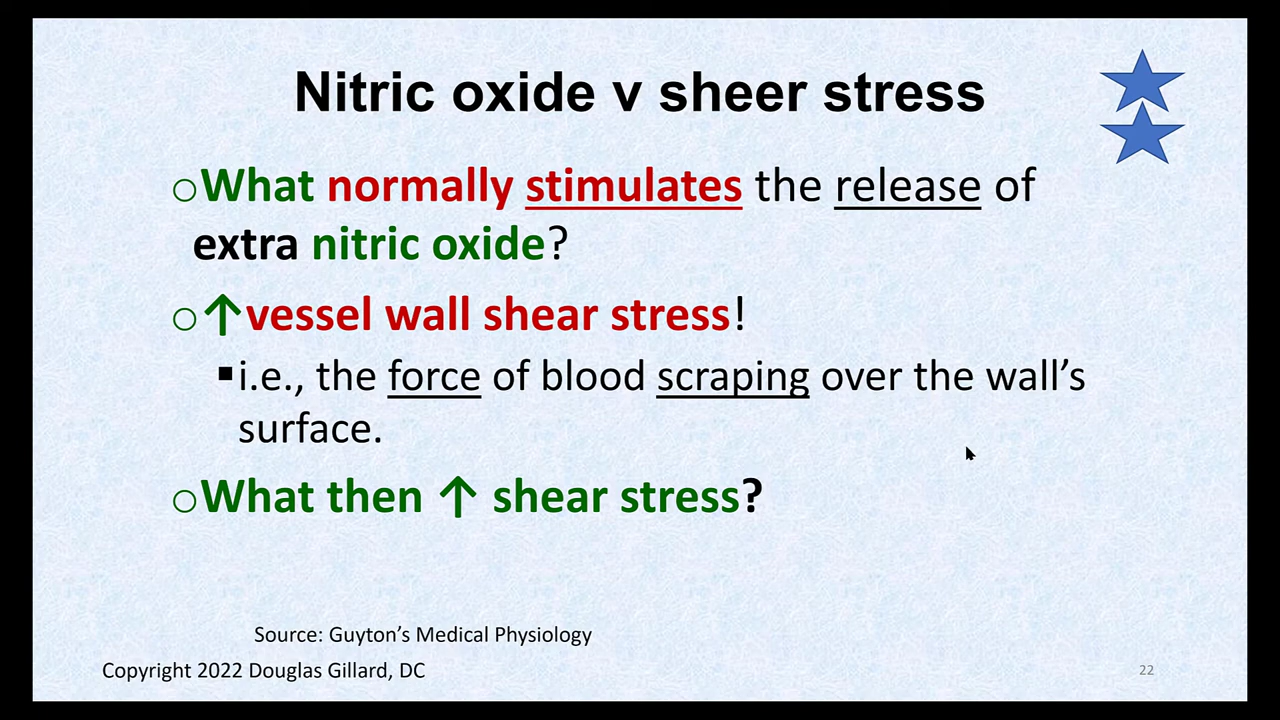 Nitric oxide v sheer stress
○What normally stimulates the release of
extra nitric oxide?
○↑vessel wall shear stress!
▪i.e., the force of blood scraping over the wall’s
surface.
○What then ↑ shear stress?
Source: Guyton’s Medical Physiology
Copyright 2022 Douglas Gillard, DC
22